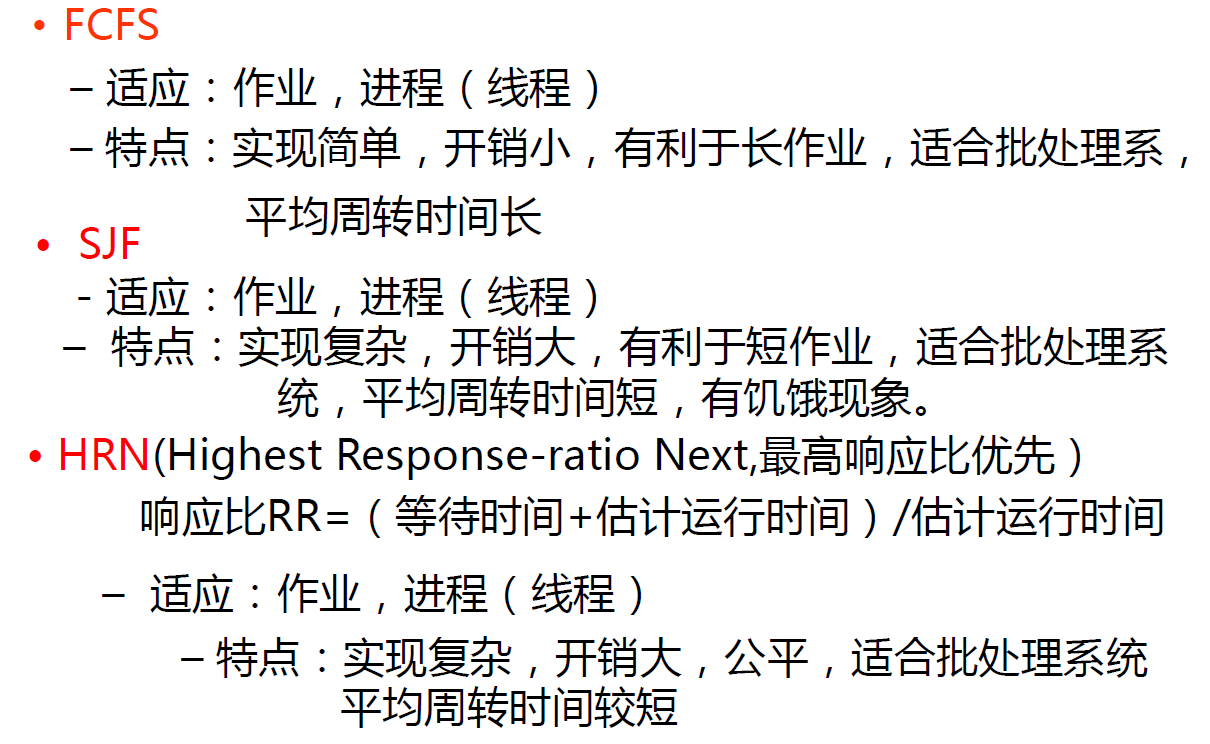 • FCFS
– 适应：作业，进程（线程）
– 特点：实现简单，开销小，有利于长作业，适合批处理系，
平均周转时间长
• SJF
- 适应：作业，进程（线程）
– 特点：实现复杂，开销大，有利于短作业，适合批处理系
统，平均周转时间短，有饥饿现象。
• HRN(Highest Response-ratio Next,最高响应比优先）
响应比RR=（等待时间+估计运行时间）/估计运行时间
– 适应：作业，进程（线程）
– 特点：实现复杂，开销大，公平，适合批处理系统
平均周转时间较短